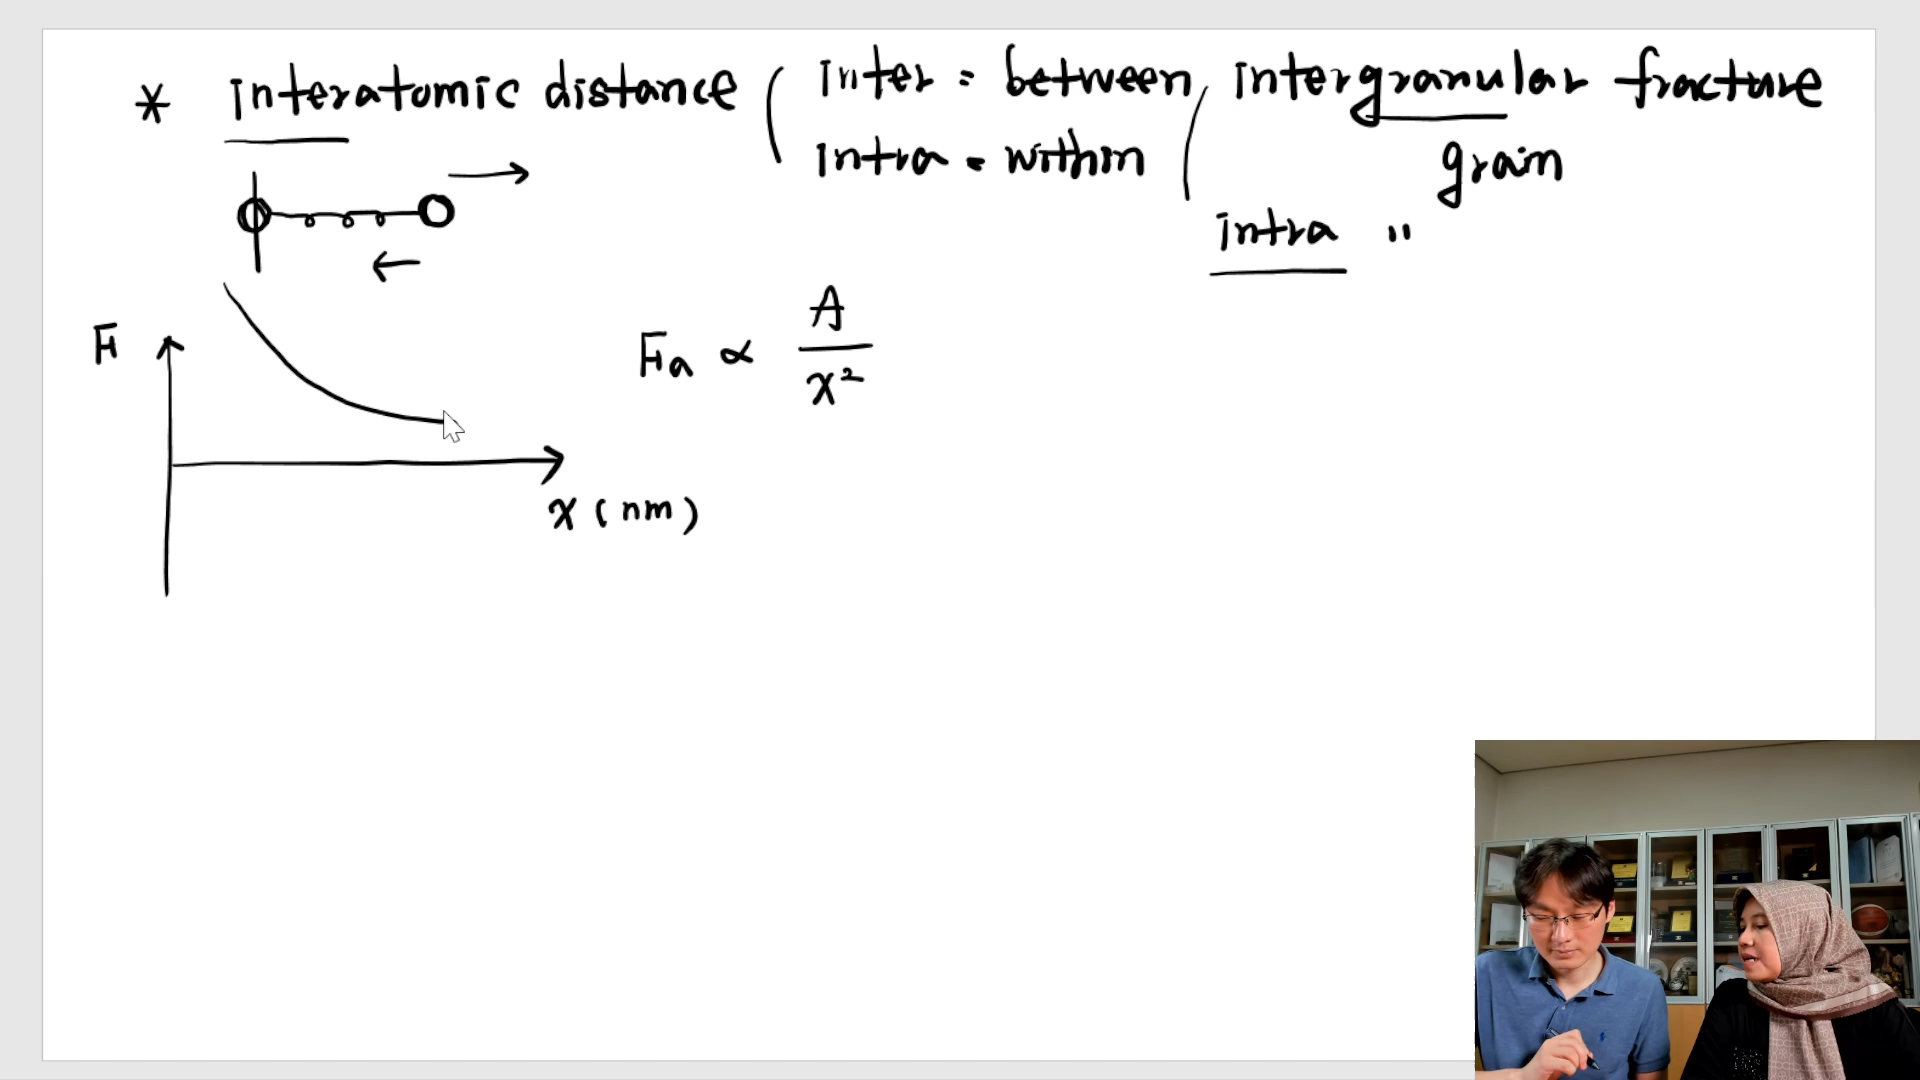 * interatomic distance ( inter = between / intergranular fracture
intra = within
grain
intra "
F
Fa ∝ A / x²
x (nm)